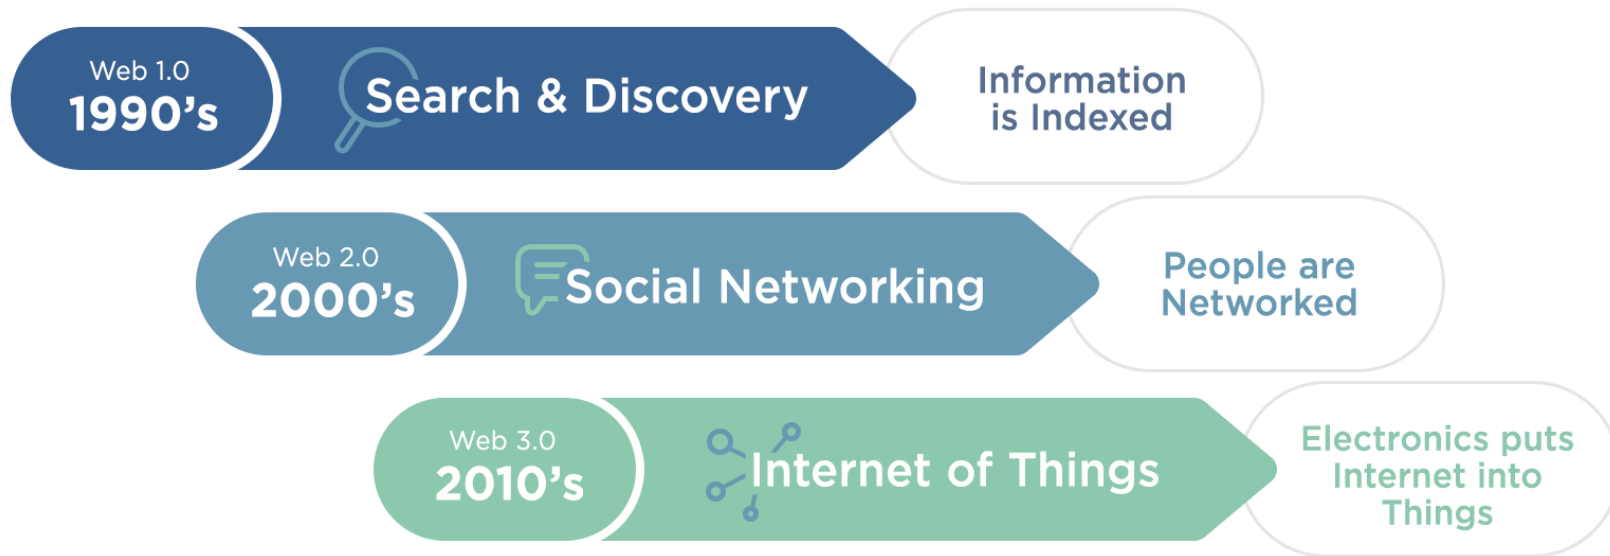 Web 1.0
1990’s
Search & Discovery
Information
is Indexed
Web 2.0
2000’s
Social Networking
People are
Networked
Web 3.0
2010’s
Internet of Things
Electronics puts
Internet into
Things